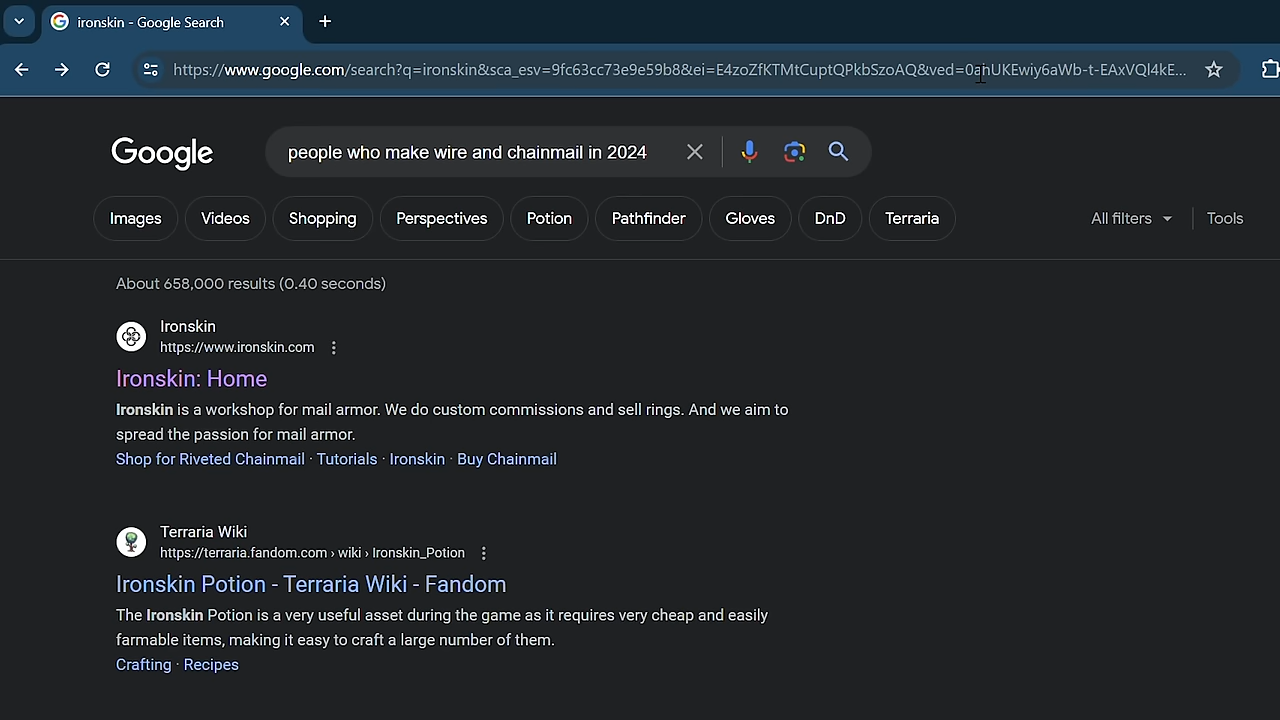 ironskin - Google Search
https://www.google.com/search?q=ironskin&sca_esv=9fc63cc73e9e59b8&ei=E4zoZfKTMtCuptQPkbSzoAQ&ved=0ahUKEwiy6aWb-t-EAxVQl4kE...
Google
people who make wire and chainmail in 2024
Images Videos Shopping Perspectives Potion Pathfinder Gloves DnD Terraria All filters Tools
About 658,000 results (0.40 seconds)
Ironskin
https://www.ironskin.com
Ironskin: Home
Ironskin is a workshop for mail armor. We do custom commissions and sell rings. And we aim to
spread the passion for mail armor.
Shop for Riveted Chainmail · Tutorials · Ironskin · Buy Chainmail
Terraria Wiki
https://terraria.fandom.com › wiki › Ironskin_Potion
Ironskin Potion - Terraria Wiki - Fandom
The Ironskin Potion is a very useful asset during the game as it requires very cheap and easily
farmable items, making it easy to craft a large number of them.
Crafting · Recipes